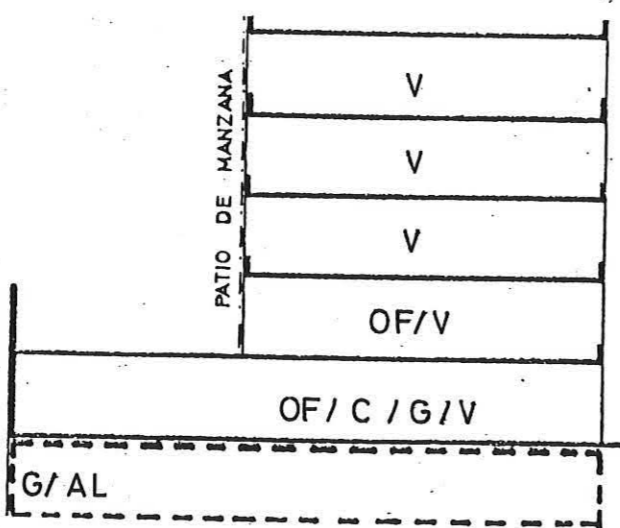 V
PATIO DE MANZANA
V
V
OF/V
OF/ C / G / V
G/ AL